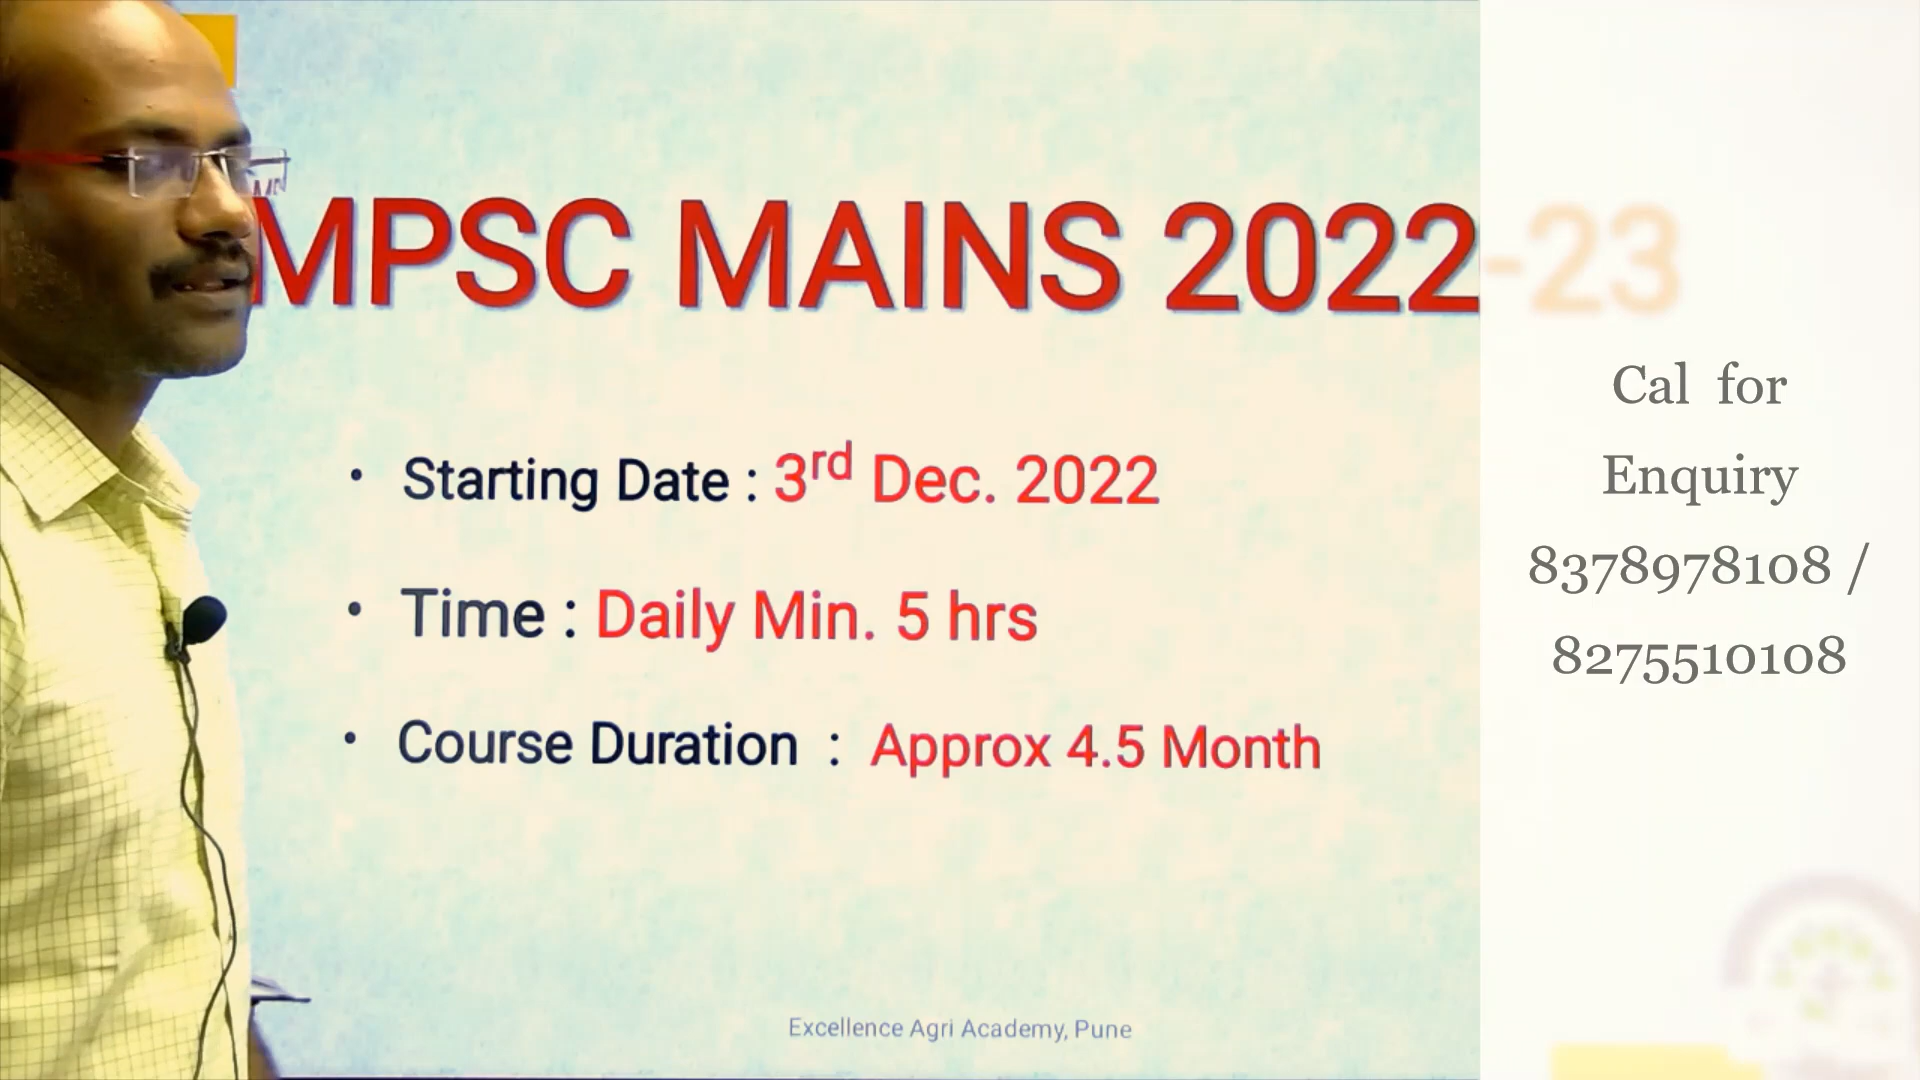 MPSC MAINS 2022-23
• Starting Date : 3rd Dec. 2022
• Time : Daily Min. 5 hrs
• Course Duration : Approx 4.5 Month
Excellence Agri Academy, Pune
Cal for
Enquiry
8378978108 /
8275510108